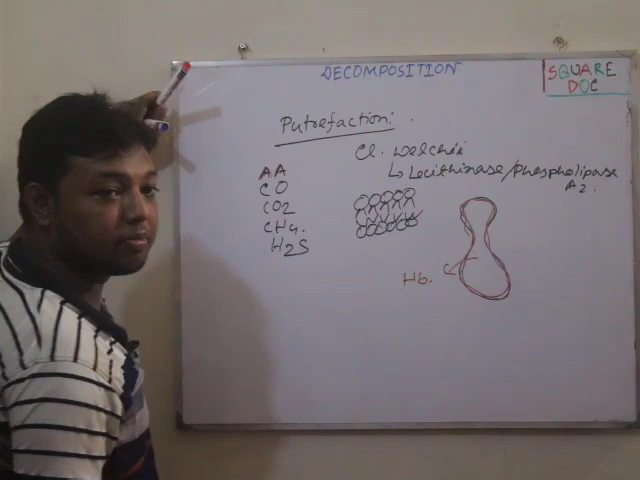 DECOMPOSITION
SQUARE
DOC
Putrefaction:
Cl. Welchii
↳ Lecithinase/phospholipase
A2.
AA
CO
CO2
CH4.
H2S
Hb.